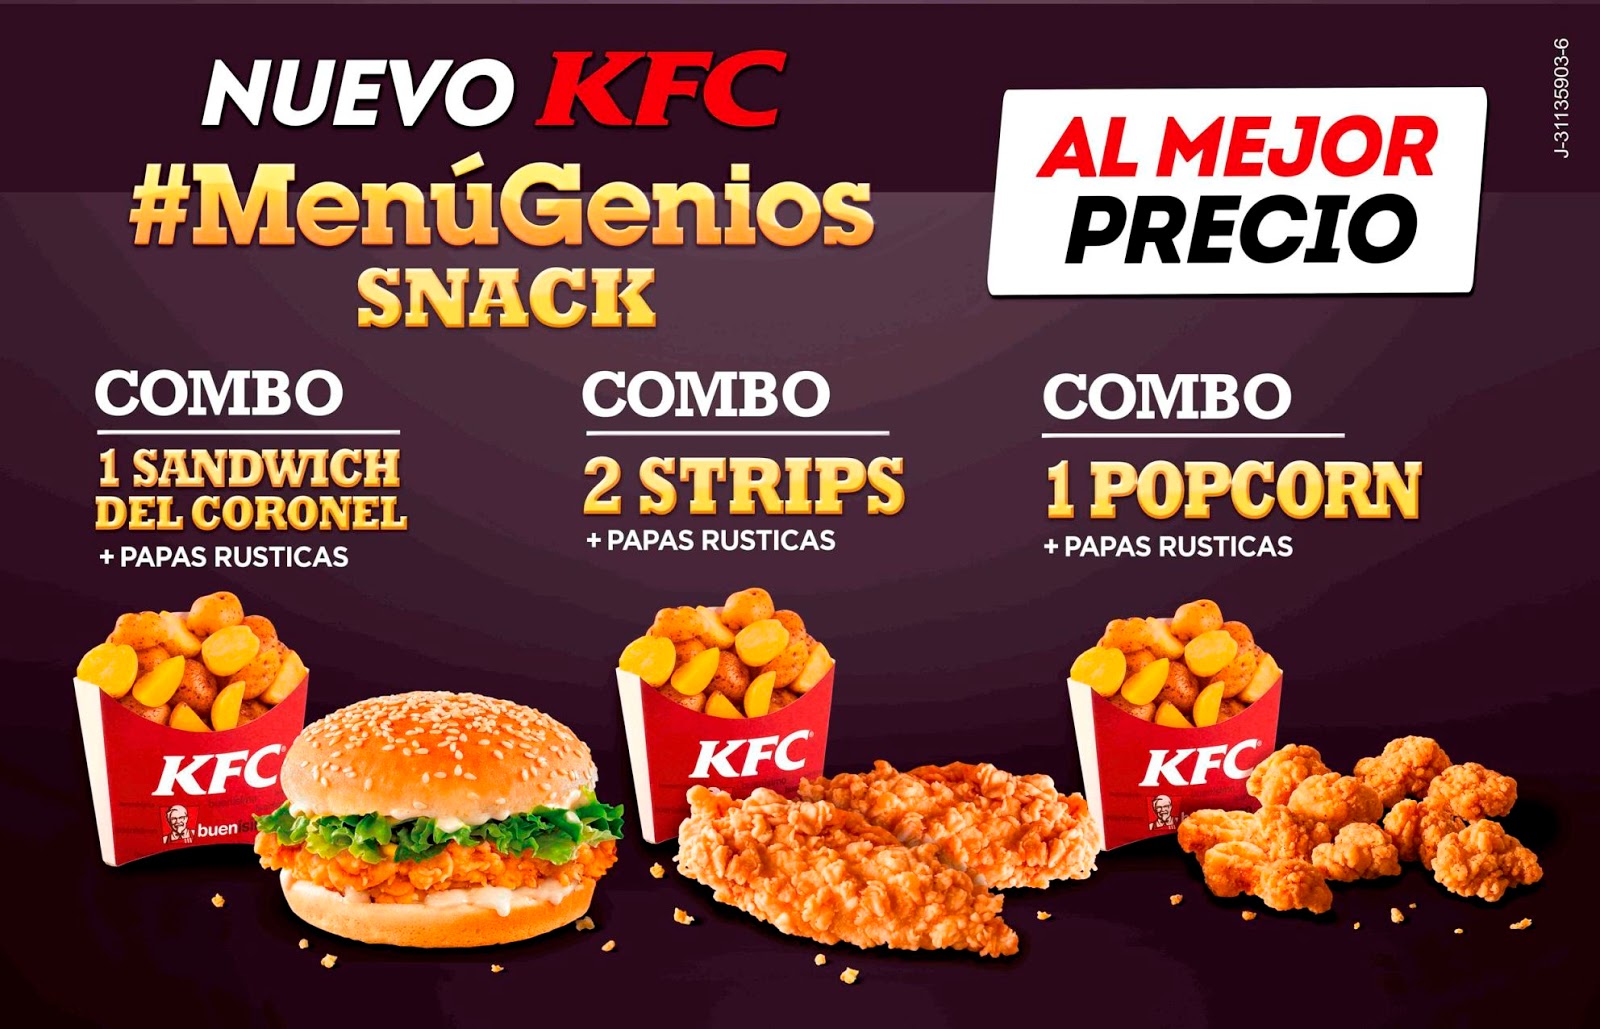 NUEVO KFC
#MenúGenios
SNACK
AL MEJOR
PRECIO
J-31135903-6
COMBO
1 SANDWICH
DEL CORONEL
+ PAPAS RUSTICAS
COMBO
2 STRIPS
+ PAPAS RUSTICAS
COMBO
1 POPCORN
+ PAPAS RUSTICAS
KFC
KFC
KFC